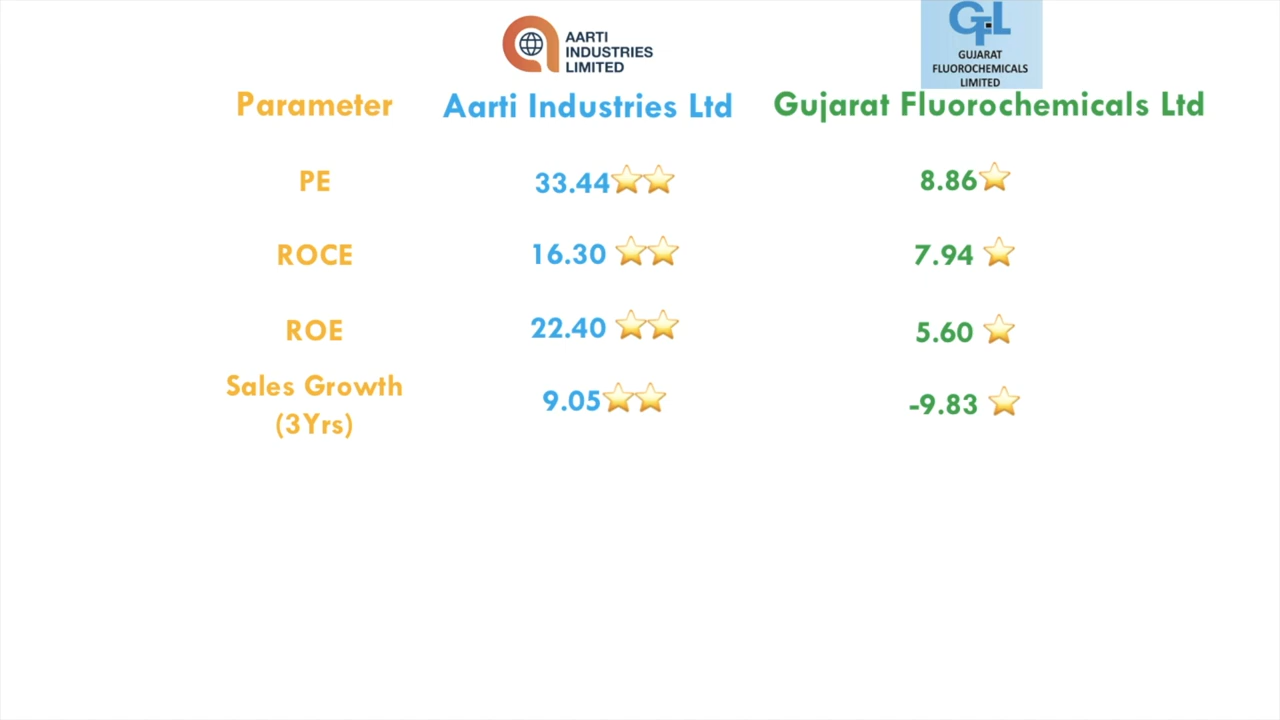 AARTI
INDUSTRIES
LIMITED
GFL
GUJARAT
FLUOROCHEMICALS
LIMITED
Parameter Aarti Industries Ltd Gujarat Fluorochemicals Ltd
PE 33.44⭐⭐ 8.86⭐
ROCE 16.30 ⭐⭐ 7.94 ⭐
ROE 22.40 ⭐⭐ 5.60 ⭐
Sales Growth
(3Yrs) 9.05⭐⭐ -9.83 ⭐